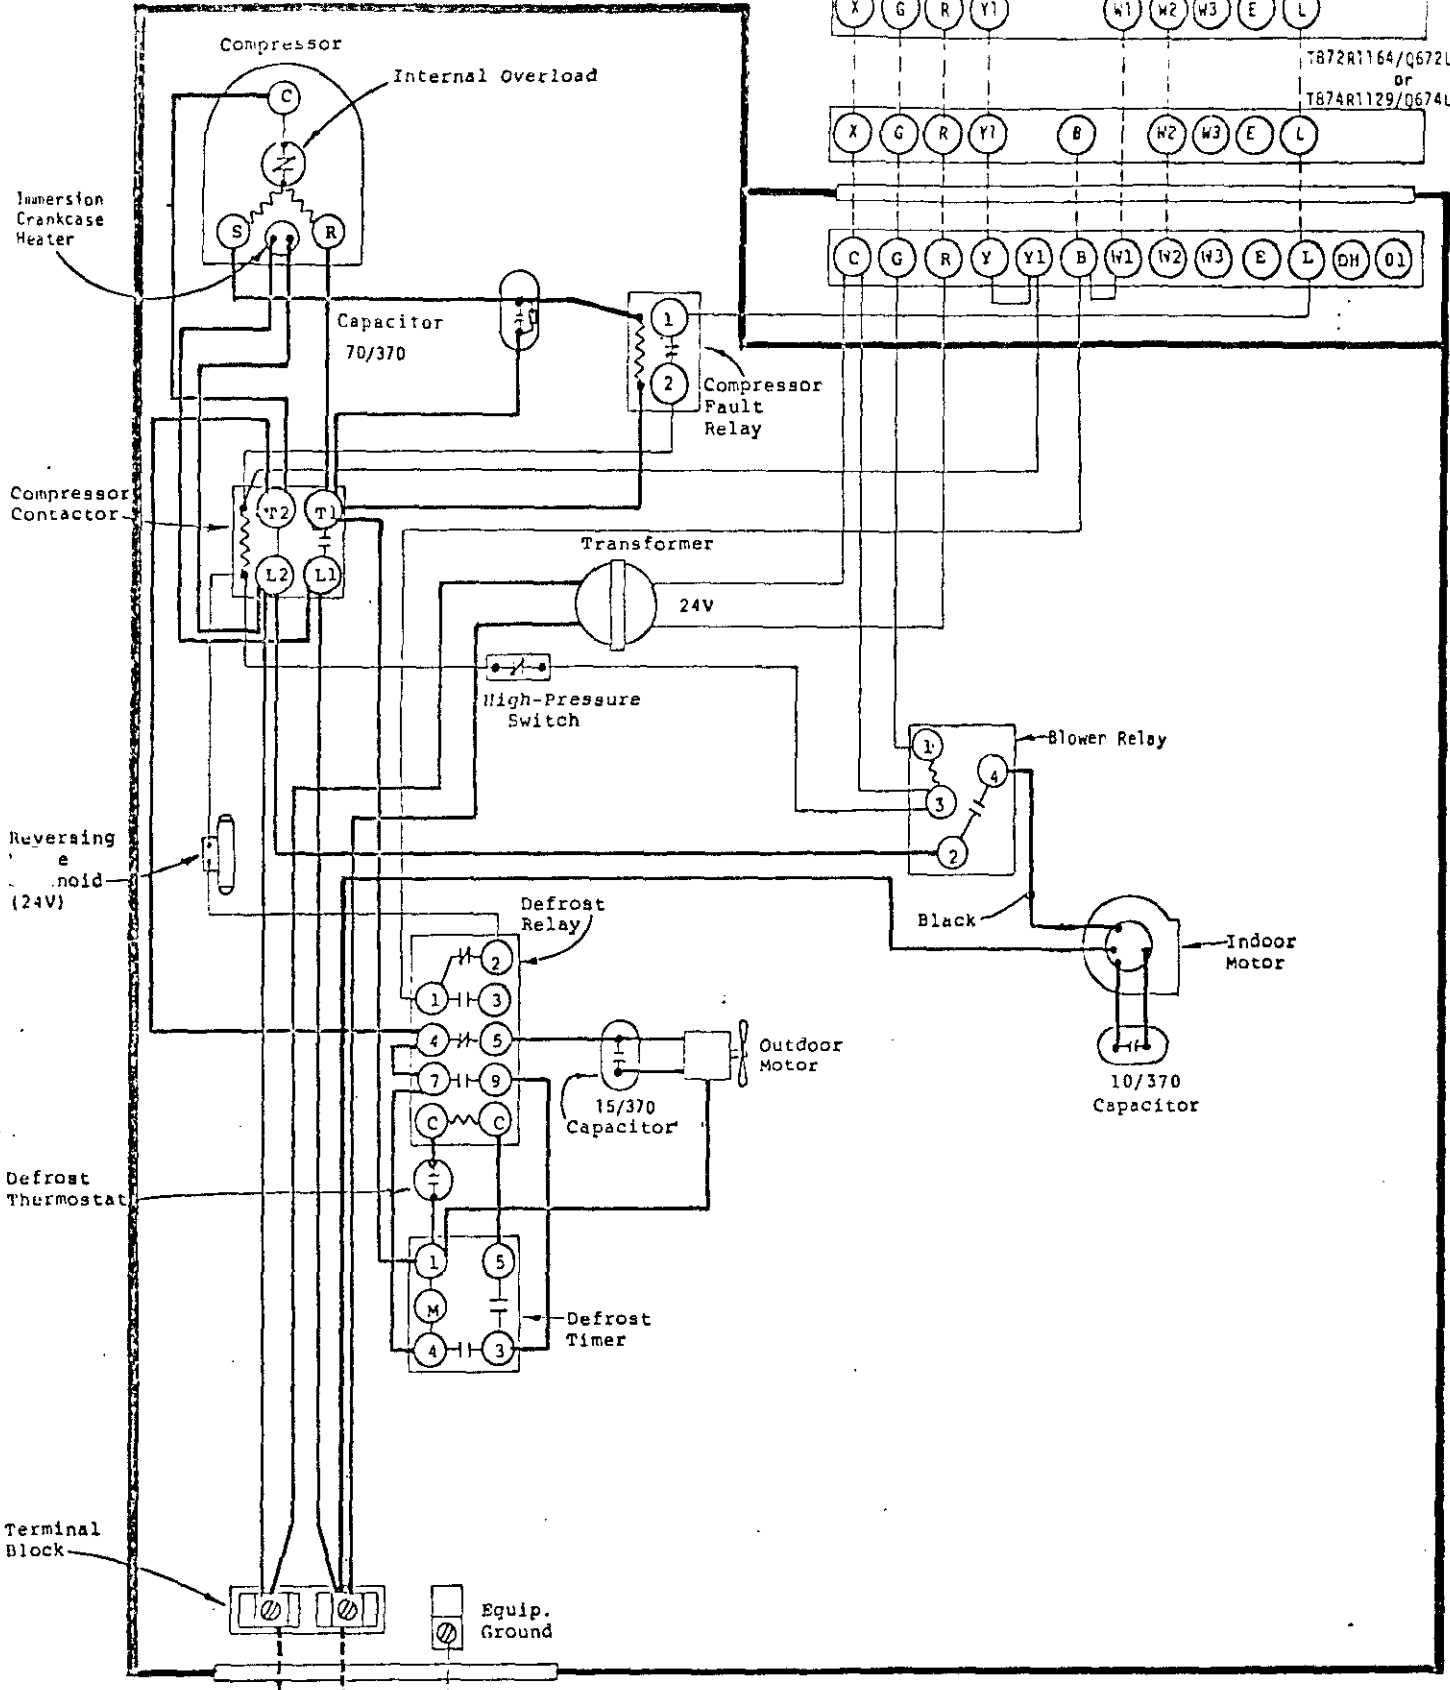 X G R Y1 W1 W2 W3 E L
T872R1164/Q672L
or
T874R1129/Q674L
X G R Y1 B W2 W3 E L
C G R Y Y1 B W1 W2 W3 E L DH O1
Compressor
Internal Overload
C
S R
Immersion
Crankcase
Heater
Capacitor
70/370
1
2
Compressor
Fault
Relay
Compressor
Contactor
T2 T1
L2 L1
Transformer
24V
High-Pressure
Switch
Blower Relay
1
4
3
2
Reversing
(24V)
Black
Indoor
Motor
10/370
Capacitor
Defrost
Relay
2
1 3
4 5
7 9
C C
Outdoor
Motor
15/370
Capacitor
Defrost
Thermostat
1 5
M
4 3
Defrost
Timer
Terminal
Block
Equip.
Ground